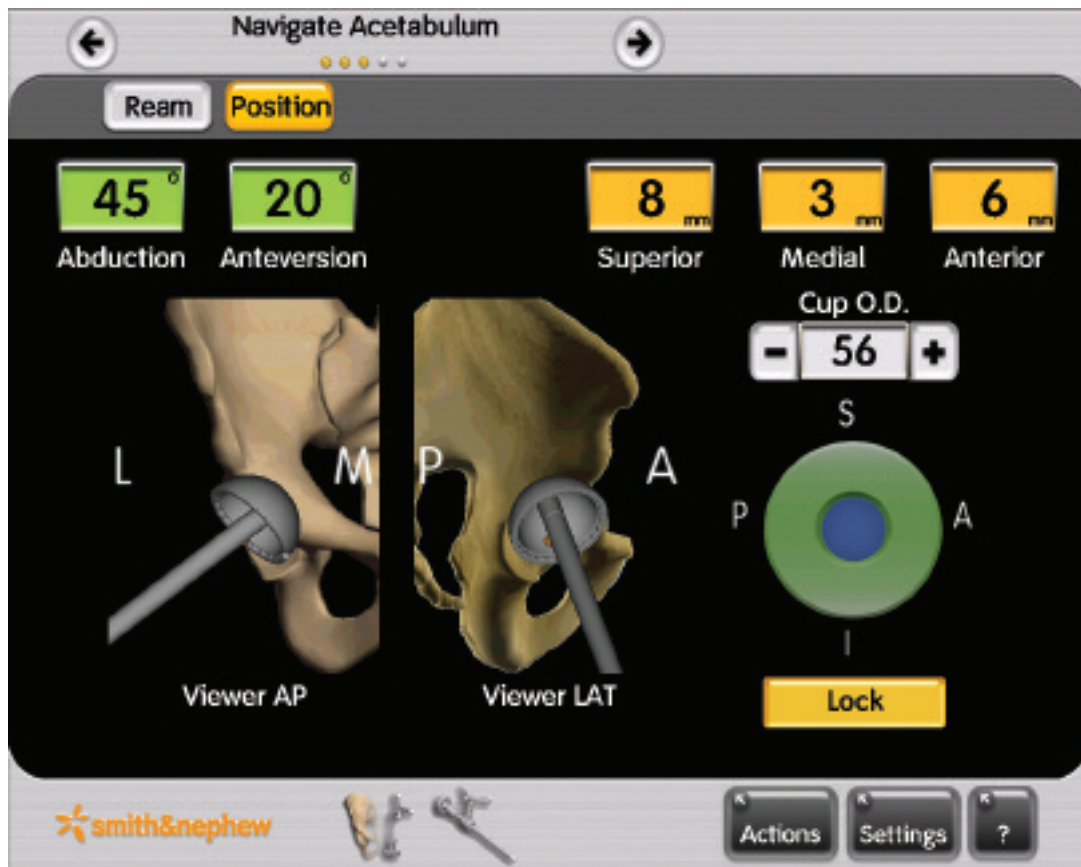 Navigate Acetabulum
Ream Position
45° 20° 8 mm 3 mm 6 mm
Abduction Anteversion Superior Medial Anterior
Cup O.D.
- 56 +
S
L M P A
P A
I
Viewer AP Viewer LAT
Lock
smith&nephew
Actions Settings ?